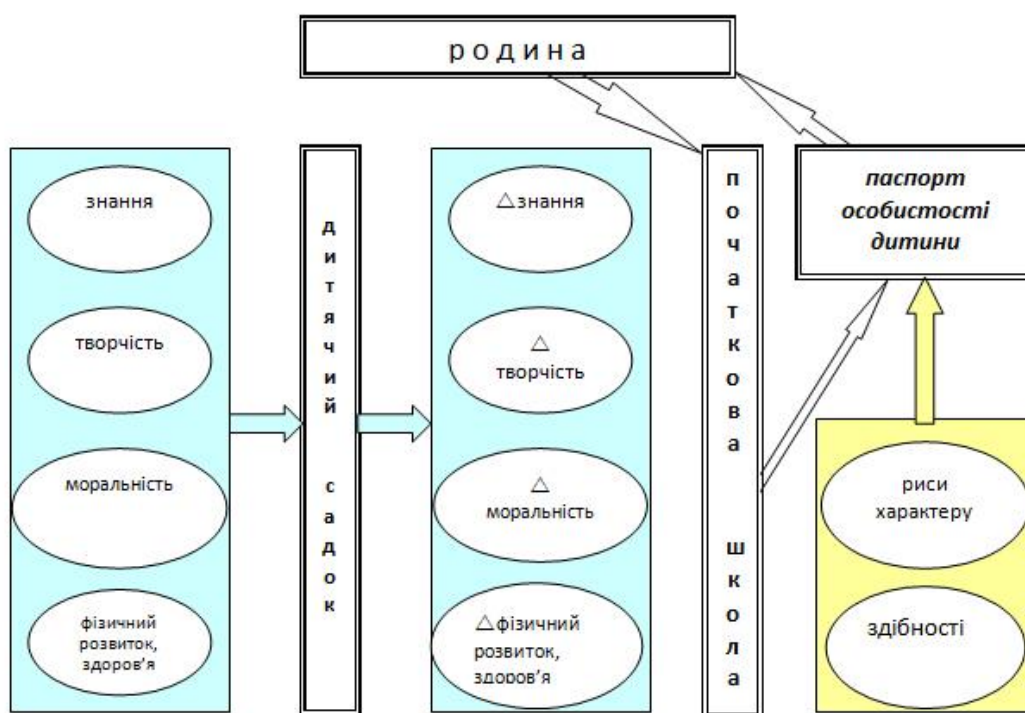 р о д и н а
знання
творчість
моральність
фізичний
розвиток,
здоров’я
дитячий садок
△знання
△
творчість
△
моральність
△фізичний
розвиток,
здоров’я
початкова школа
паспорт
особистості
дитини
риси
характеру
здібності